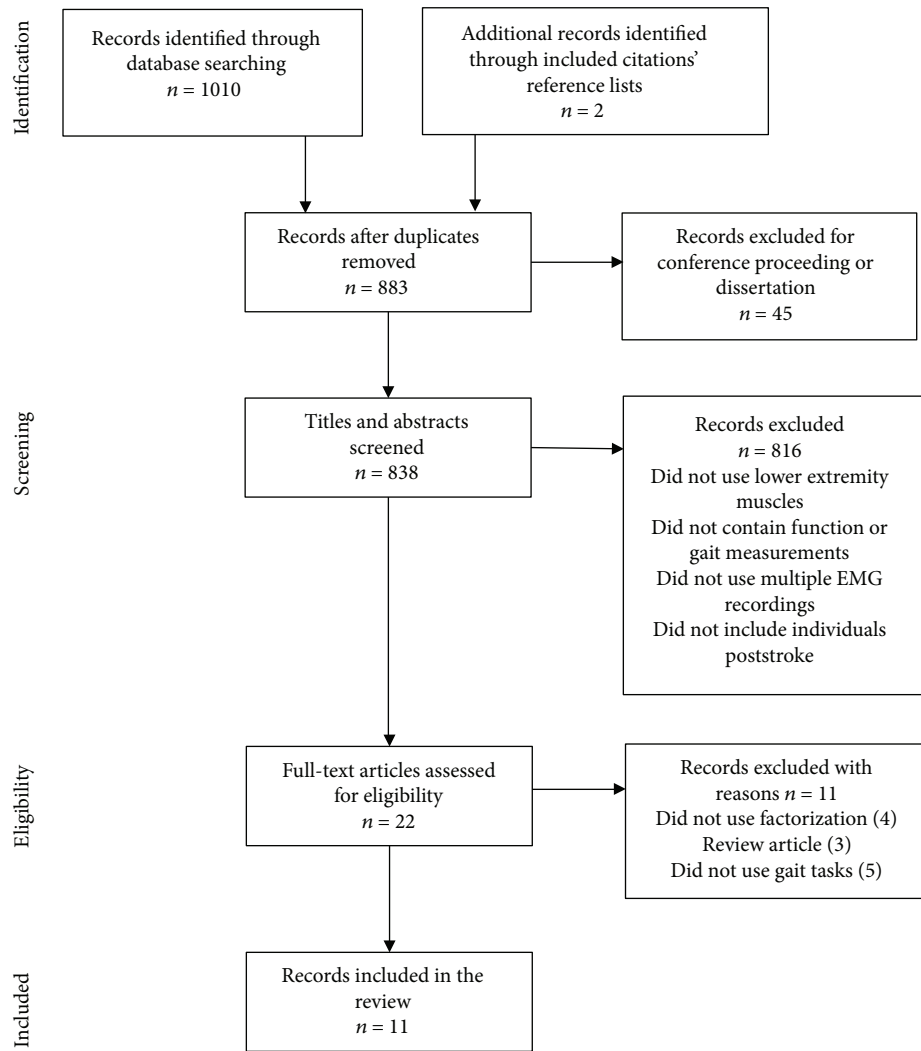 Identification
Records identified through
database searching
n = 1010
Additional records identified
through included citations'
reference lists
n = 2
Records after duplicates
removed
n = 883
Records excluded for
conference proceeding or
dissertation
n = 45
Screening
Titles and abstracts
screened
n = 838
Records excluded
n = 816
Did not use lower extremity
muscles
Did not contain function or
gait measurements
Did not use multiple EMG
recordings
Did not include individuals
poststroke
Eligibility
Full-text articles assessed
for eligibility
n = 22
Records excluded with
reasons n = 11
Did not use factorization (4)
Review article (3)
Did not use gait tasks (5)
Included
Records included in the
review
n = 11